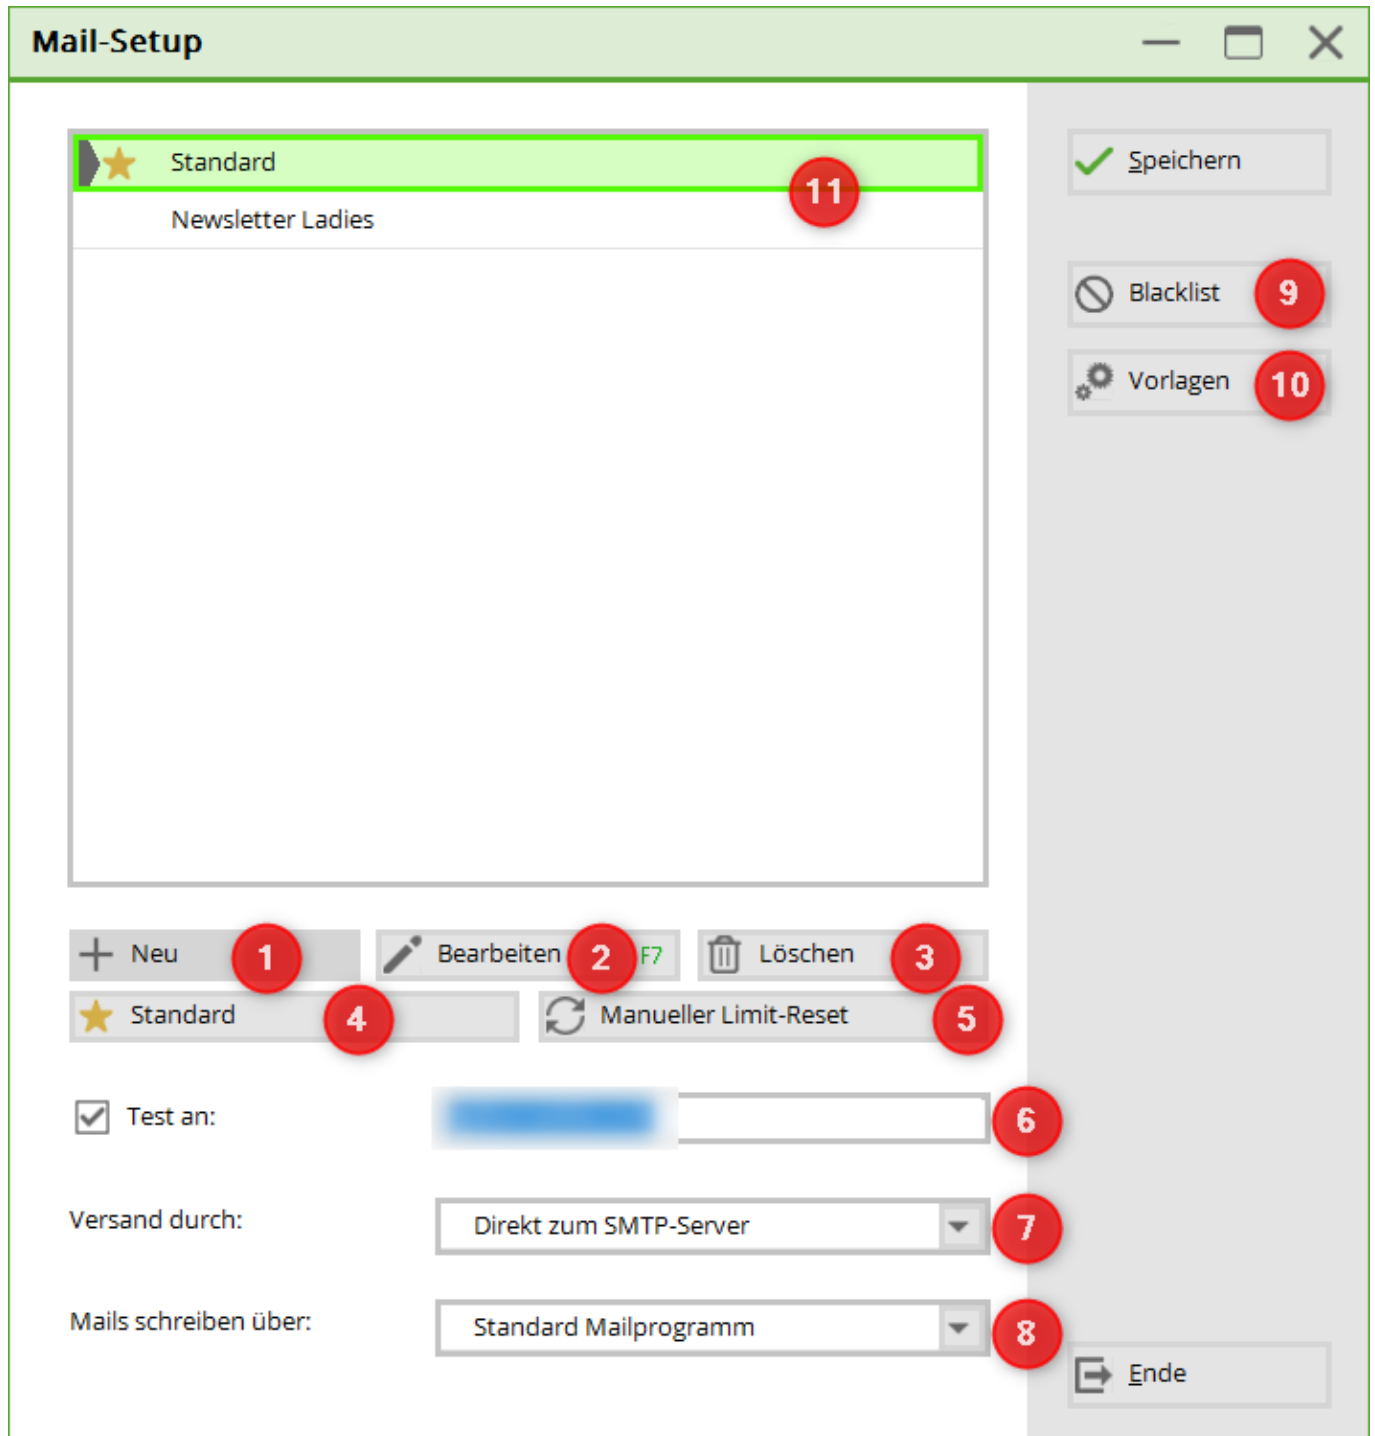 Mail-Setup
Standard
11
Newsletter Ladies
Speichern
Blacklist 9
Vorlagen 10
Neu 1 Bearbeiten 2 F7 Löschen 3
Standard 4 Manueller Limit-Reset 5
Test an: 6
Versand durch: Direkt zum SMTP-Server 7
Mails schreiben über: Standard Mailprogramm 8
Ende